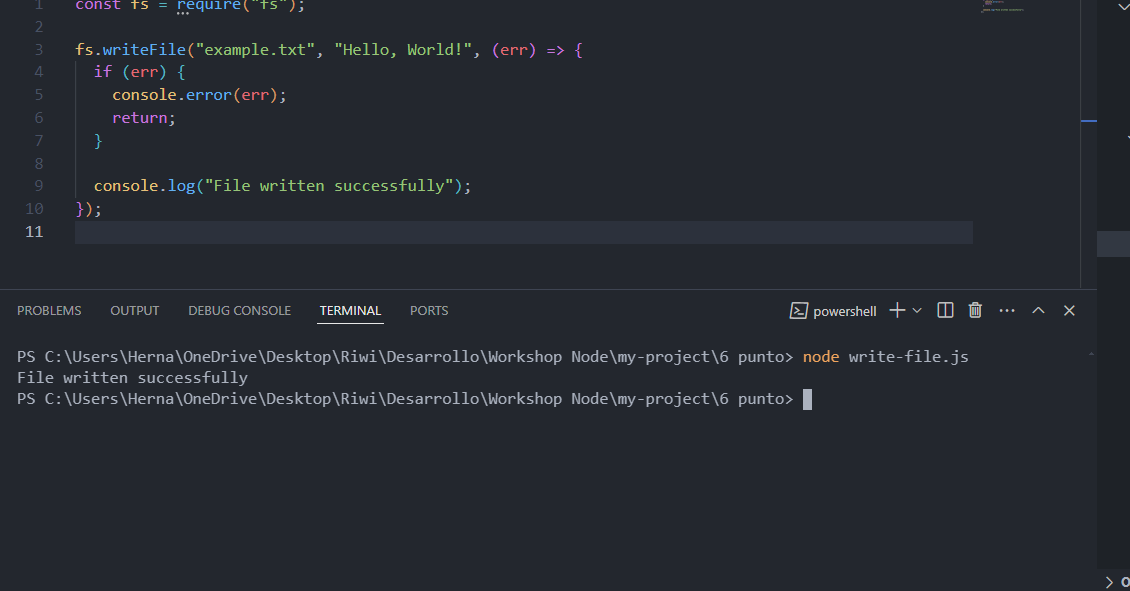 1 const fs = require("fs");
2
3 fs.writeFile("example.txt", "Hello, World!", (err) => {
4 if (err) {
5 console.error(err);
6 return;
7 }
8
9 console.log("File written successfully");
10 });
11
PROBLEMS OUTPUT DEBUG CONSOLE TERMINAL PORTS powershell
PS C:\Users\Herna\OneDrive\Desktop\Riwi\Desarrollo\Workshop Node\my-project\6 punto> node write-file.js
File written successfully
PS C:\Users\Herna\OneDrive\Desktop\Riwi\Desarrollo\Workshop Node\my-project\6 punto>